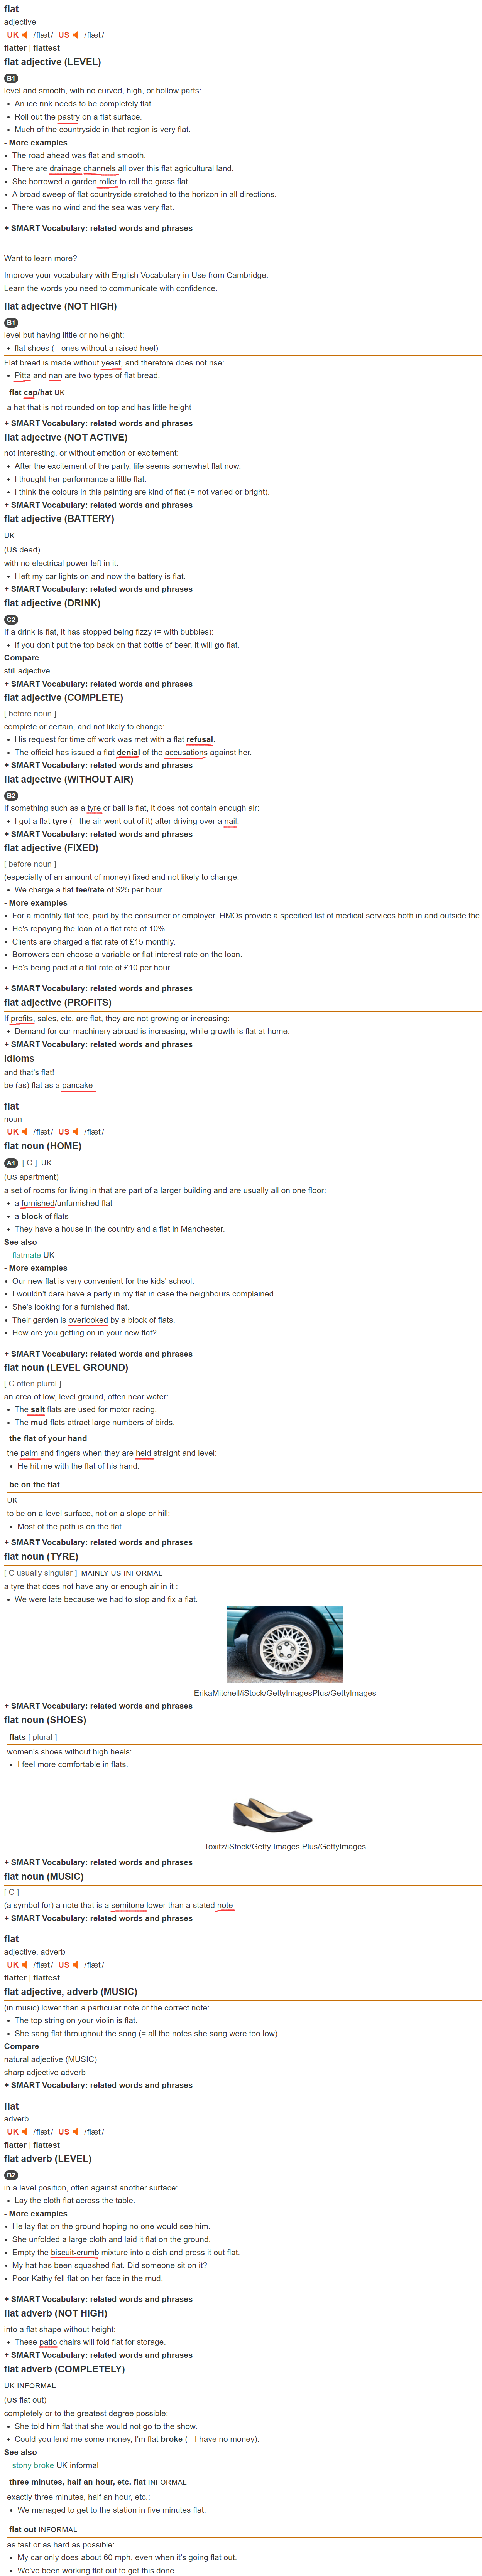 flat
adjective
UK /flæt/ US /flæt/
flatter | flattest
flat adjective (LEVEL)
B1
level and smooth, with no curved, high, or hollow parts:
• An ice rink needs to be completely flat.
• Roll out the pastry on a flat surface.
• Much of the countryside in that region is very flat.
- More examples
• The road ahead was flat and smooth.
• There are drainage channels all over this flat agricultural land.
• She borrowed a garden roller to roll the grass flat.
• A broad sweep of flat countryside stretched to the horizon in all directions.
• There was no wind and the sea was very flat.
+ SMART Vocabulary: related words and phrases
Want to learn more?
Improve your vocabulary with English Vocabulary in Use from Cambridge.
Learn the words you need to communicate with confidence.
flat adjective (NOT HIGH)
B1
level but having little or no height:
• flat shoes (= ones without a raised heel)
Flat bread is made without yeast, and therefore does not rise:
• Pitta and nan are two types of flat bread.
flat cap/hat UK
a hat that is not rounded on top and has little height
+ SMART Vocabulary: related words and phrases
flat adjective (NOT ACTIVE)
not interesting, or without emotion or excitement:
• After the excitement of the party, life seems somewhat flat now.
• I thought her performance a little flat.
• I think the colours in this painting are kind of flat (= not varied or bright).
+ SMART Vocabulary: related words and phrases
flat adjective (BATTERY)
UK
(US dead)
with no electrical power left in it:
• I left my car lights on and now the battery is flat.
+ SMART Vocabulary: related words and phrases
flat adjective (DRINK)
C2
If a drink is flat, it has stopped being fizzy (= with bubbles):
• If you don't put the top back on that bottle of beer, it will go flat.
Compare
still adjective
+ SMART Vocabulary: related words and phrases
flat adjective (COMPLETE)
[ before noun ]
complete or certain, and not likely to change:
• His request for time off work was met with a flat refusal.
• The official has issued a flat denial of the accusations against her.
+ SMART Vocabulary: related words and phrases
flat adjective (WITHOUT AIR)
B2
If something such as a tyre or ball is flat, it does not contain enough air:
• I got a flat tyre (= the air went out of it) after driving over a nail.
+ SMART Vocabulary: related words and phrases
flat adjective (FIXED)
[ before noun ]
(especially of an amount of money) fixed and not likely to change:
• We charge a flat fee/rate of $25 per hour.
- More examples
• For a monthly flat fee, paid by the consumer or employer, HMOs provide a specified list of medical services both in and outside the
• He's repaying the loan at a flat rate of 10%.
• Clients are charged a flat rate of £15 monthly.
• Borrowers can choose a variable or flat interest rate on the loan.
• He's being paid at a flat rate of £10 per hour.
+ SMART Vocabulary: related words and phrases
flat adjective (PROFITS)
If profits, sales, etc. are flat, they are not growing or increasing:
• Demand for our machinery abroad is increasing, while growth is flat at home.
+ SMART Vocabulary: related words and phrases
Idioms
and that's flat!
be (as) flat as a pancake
flat
noun
UK /flæt/ US /flæt/
flat noun (HOME)
A1 [ C ] UK
(US apartment)
a set of rooms for living in that are part of a larger building and are usually all on one floor:
• a furnished/unfurnished flat
• a block of flats
• They have a house in the country and a flat in Manchester.
See also
flatmate UK
- More examples
• Our new flat is very convenient for the kids' school.
• I wouldn't dare have a party in my flat in case the neighbours complained.
• She's looking for a furnished flat.
• Their garden is overlooked by a block of flats.
• How are you getting on in your new flat?
+ SMART Vocabulary: related words and phrases
flat noun (LEVEL GROUND)
[ C often plural ]
an area of low, level ground, often near water:
• The salt flats are used for motor racing.
• The mud flats attract large numbers of birds.
the flat of your hand
the palm and fingers when they are held straight and level:
• He hit me with the flat of his hand.
be on the flat
UK
to be on a level surface, not on a slope or hill:
• Most of the path is on the flat.
+ SMART Vocabulary: related words and phrases
flat noun (TYRE)
[ C usually singular ] MAINLY US INFORMAL
a tyre that does not have any or enough air in it :
• We were late because we had to stop and fix a flat.
ErikaMitchell/iStock/GettyImagesPlus/GettyImages
+ SMART Vocabulary: related words and phrases
flat noun (SHOES)
flats [ plural ]
women's shoes without high heels:
• I feel more comfortable in flats.
Toxitz/iStock/Getty Images Plus/GettyImages
+ SMART Vocabulary: related words and phrases
flat noun (MUSIC)
[ C ]
(a symbol for) a note that is a semitone lower than a stated note
+ SMART Vocabulary: related words and phrases
flat
adjective, adverb
UK /flæt/ US /flæt/
flatter | flattest
flat adjective, adverb (MUSIC)
(in music) lower than a particular note or the correct note:
• The top string on your violin is flat.
• She sang flat throughout the song (= all the notes she sang were too low).
Compare
natural adjective (MUSIC)
sharp adjective adverb
+ SMART Vocabulary: related words and phrases
flat
adverb
UK /flæt/ US /flæt/
flatter | flattest
flat adverb (LEVEL)
B2
in a level position, often against another surface:
• Lay the cloth flat across the table.
- More examples
• He lay flat on the ground hoping no one would see him.
• She unfolded a large cloth and laid it flat on the ground.
• Empty the biscuit-crumb mixture into a dish and press it out flat.
• My hat has been squashed flat. Did someone sit on it?
• Poor Kathy fell flat on her face in the mud.
+ SMART Vocabulary: related words and phrases
flat adverb (NOT HIGH)
into a flat shape without height:
• These patio chairs will fold flat for storage.
+ SMART Vocabulary: related words and phrases
flat adverb (COMPLETELY)
UK INFORMAL
(US flat out)
completely or to the greatest degree possible:
• She told him flat that she would not go to the show.
• Could you lend me some money, I'm flat broke (= I have no money).
See also
stony broke UK informal
three minutes, half an hour, etc. flat INFORMAL
exactly three minutes, half an hour, etc.:
• We managed to get to the station in five minutes flat.
flat out INFORMAL
as fast or as hard as possible:
• My car only does about 60 mph, even when it's going flat out.
• We've been working flat out to get this done.